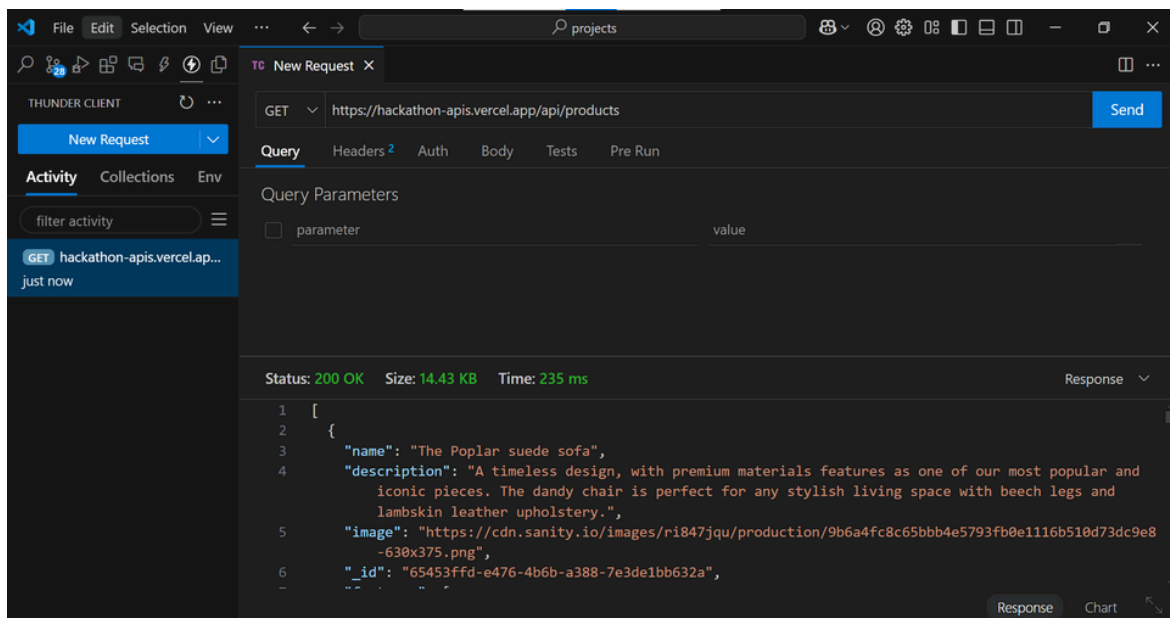 File Edit Selection View ... projects
28
TC New Request
THUNDER CLIENT ...
New Request
Activity Collections Env
filter activity
GET hackathon-apis.vercel.ap...
just now
GET https://hackathon-apis.vercel.app/api/products Send
Query Headers 2 Auth Body Tests Pre Run
Query Parameters
parameter value
Status: 200 OK Size: 14.43 KB Time: 235 ms Response
1 [
2 {
3 "name": "The Poplar suede sofa",
4 "description": "A timeless design, with premium materials features as one of our most popular and
iconic pieces. The dandy chair is perfect for any stylish living space with beech legs and
lambskin leather upholstery.",
5 "image": "https://cdn.sanity.io/images/ri847jqu/production/9b6a4fc8c65bbb4e5793fb0e1116b510d73dc9e8
-630x375.png",
6 "_id": "65453ffd-e476-4b6b-a388-7e3de1bb632a",
Response Chart